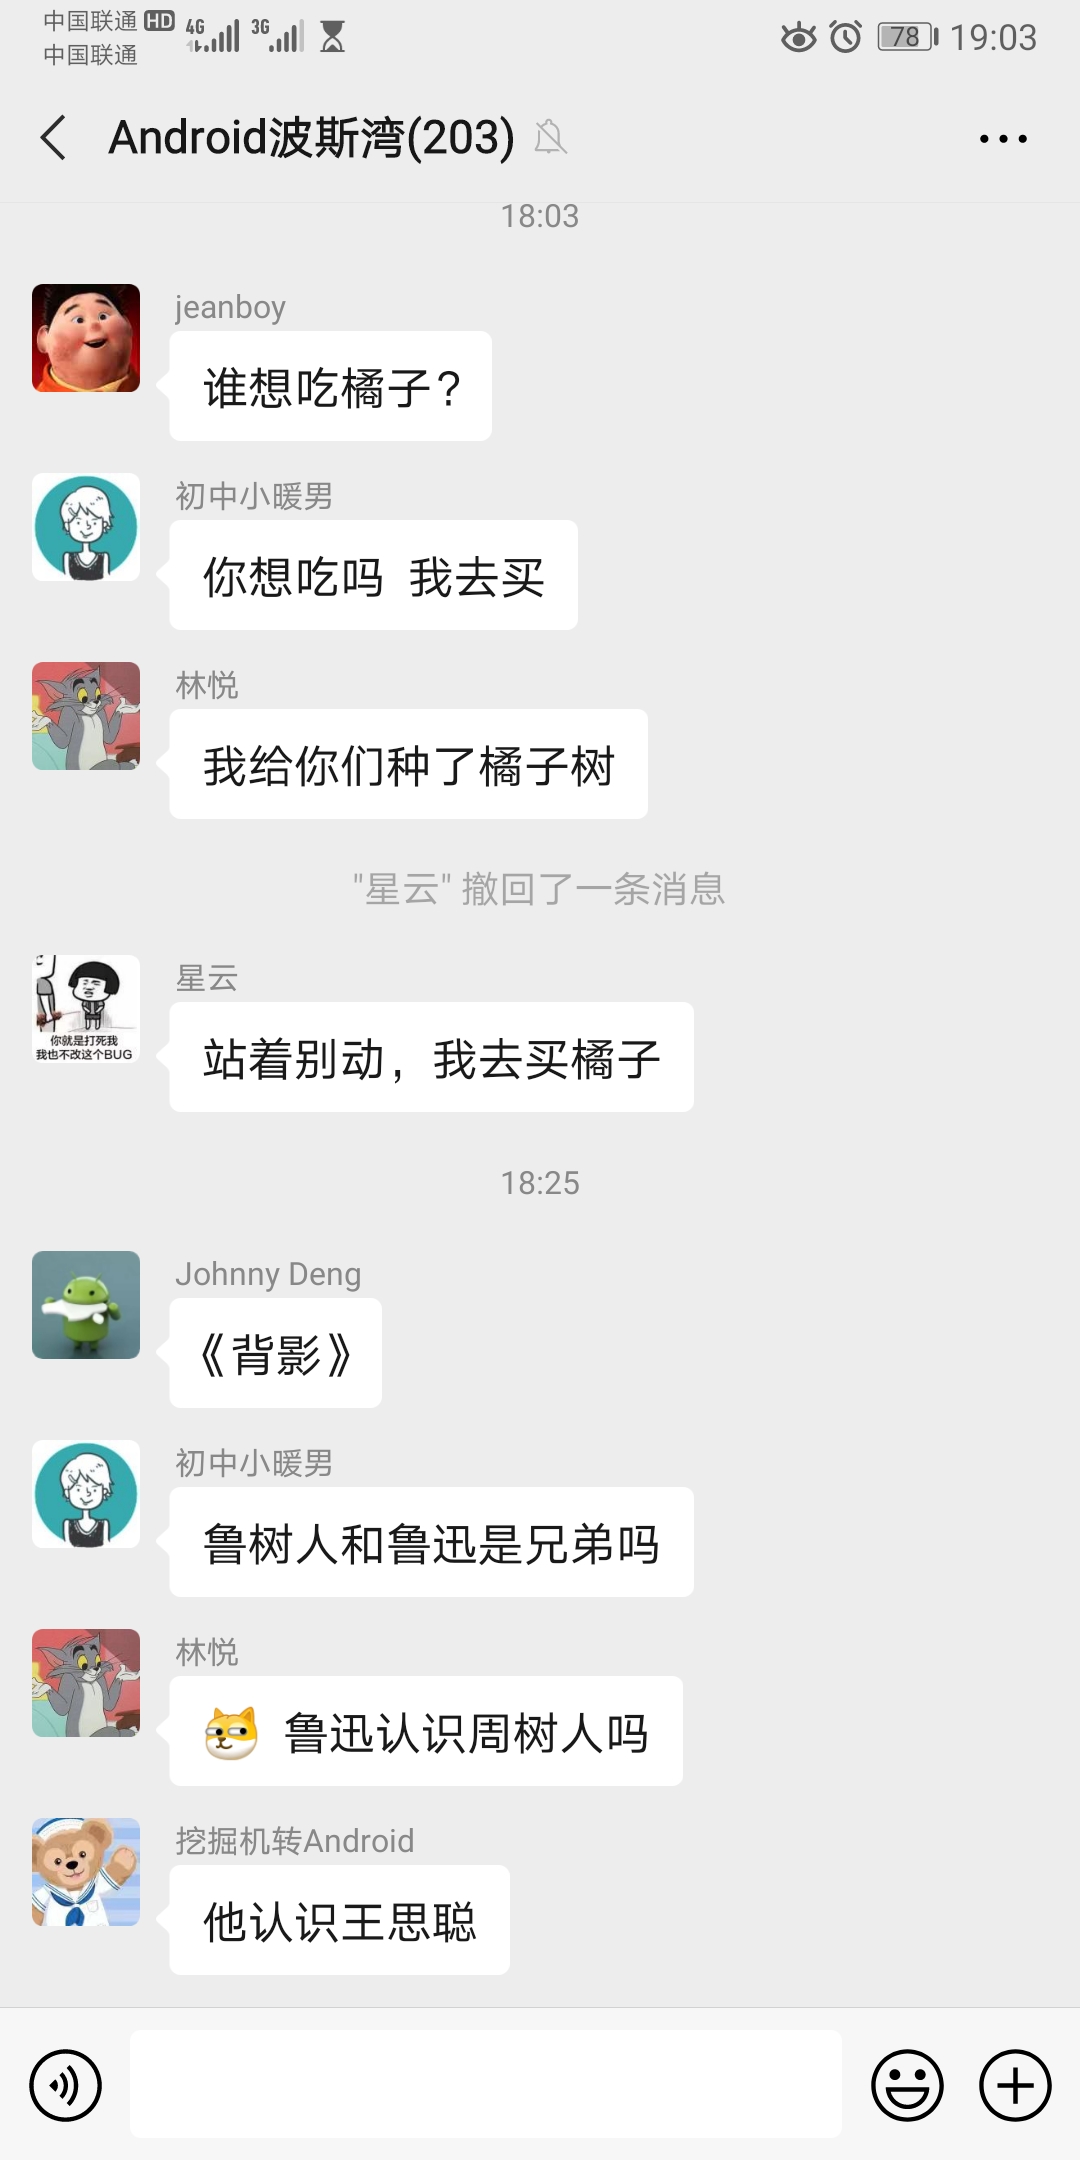 中国联通 HD 4G 3G 78 19:03
中国联通
Android波斯湾(203)
18:03
jeanboy
谁想吃橘子?
初中小暖男
你想吃吗 我去买
林悦
我给你们种了橘子树
"星云" 撤回了一条消息
星云
你就是打死我
我也不改这个BUG
站着别动，我去买橘子
18:25
Johnny Deng
《背影》
初中小暖男
鲁树人和鲁迅是兄弟吗
林悦
鲁迅认识周树人吗
挖掘机转Android
他认识王思聪